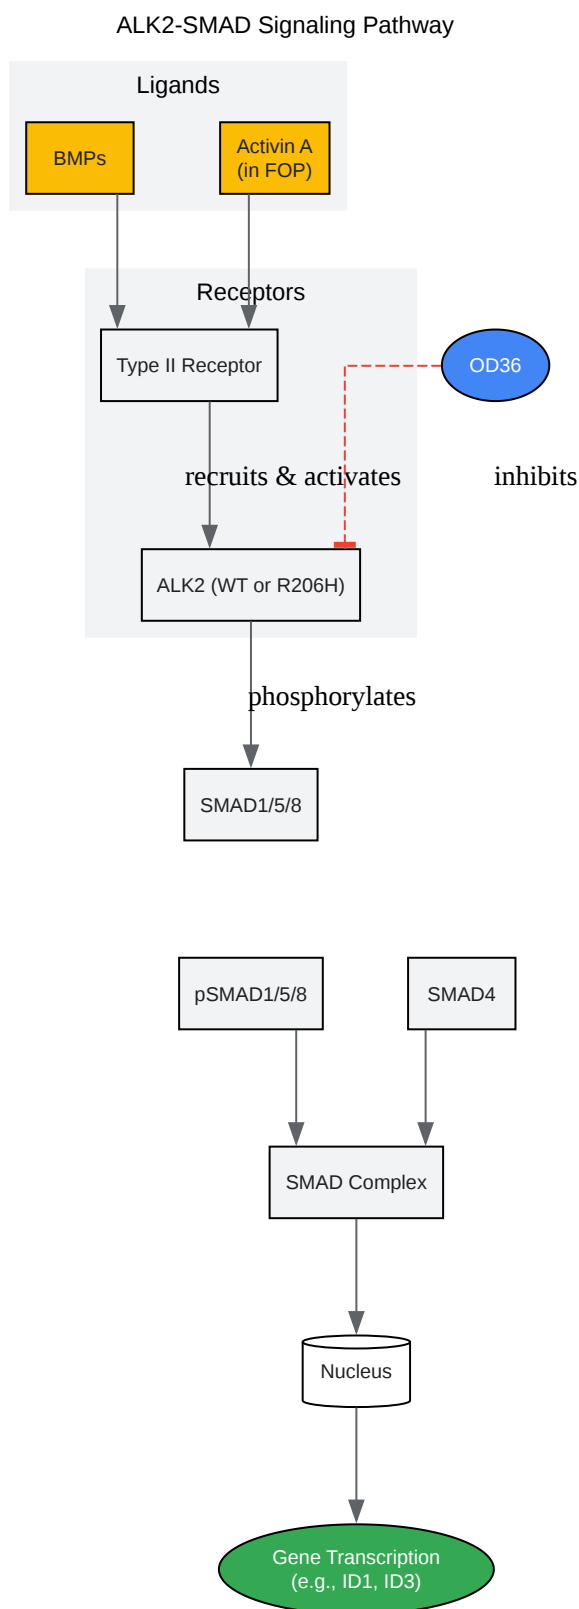 ALK2-SMAD Signaling Pathway
Ligands
BMPs
Activin A
(in FOP)
Receptors
Type II Receptor
OD36
recruits & activates
inhibits
ALK2 (WT or R206H)
phosphorylates
SMAD1/5/8
pSMAD1/5/8
SMAD4
SMAD Complex
Nucleus
Gene Transcription
(e.g., ID1, ID3)